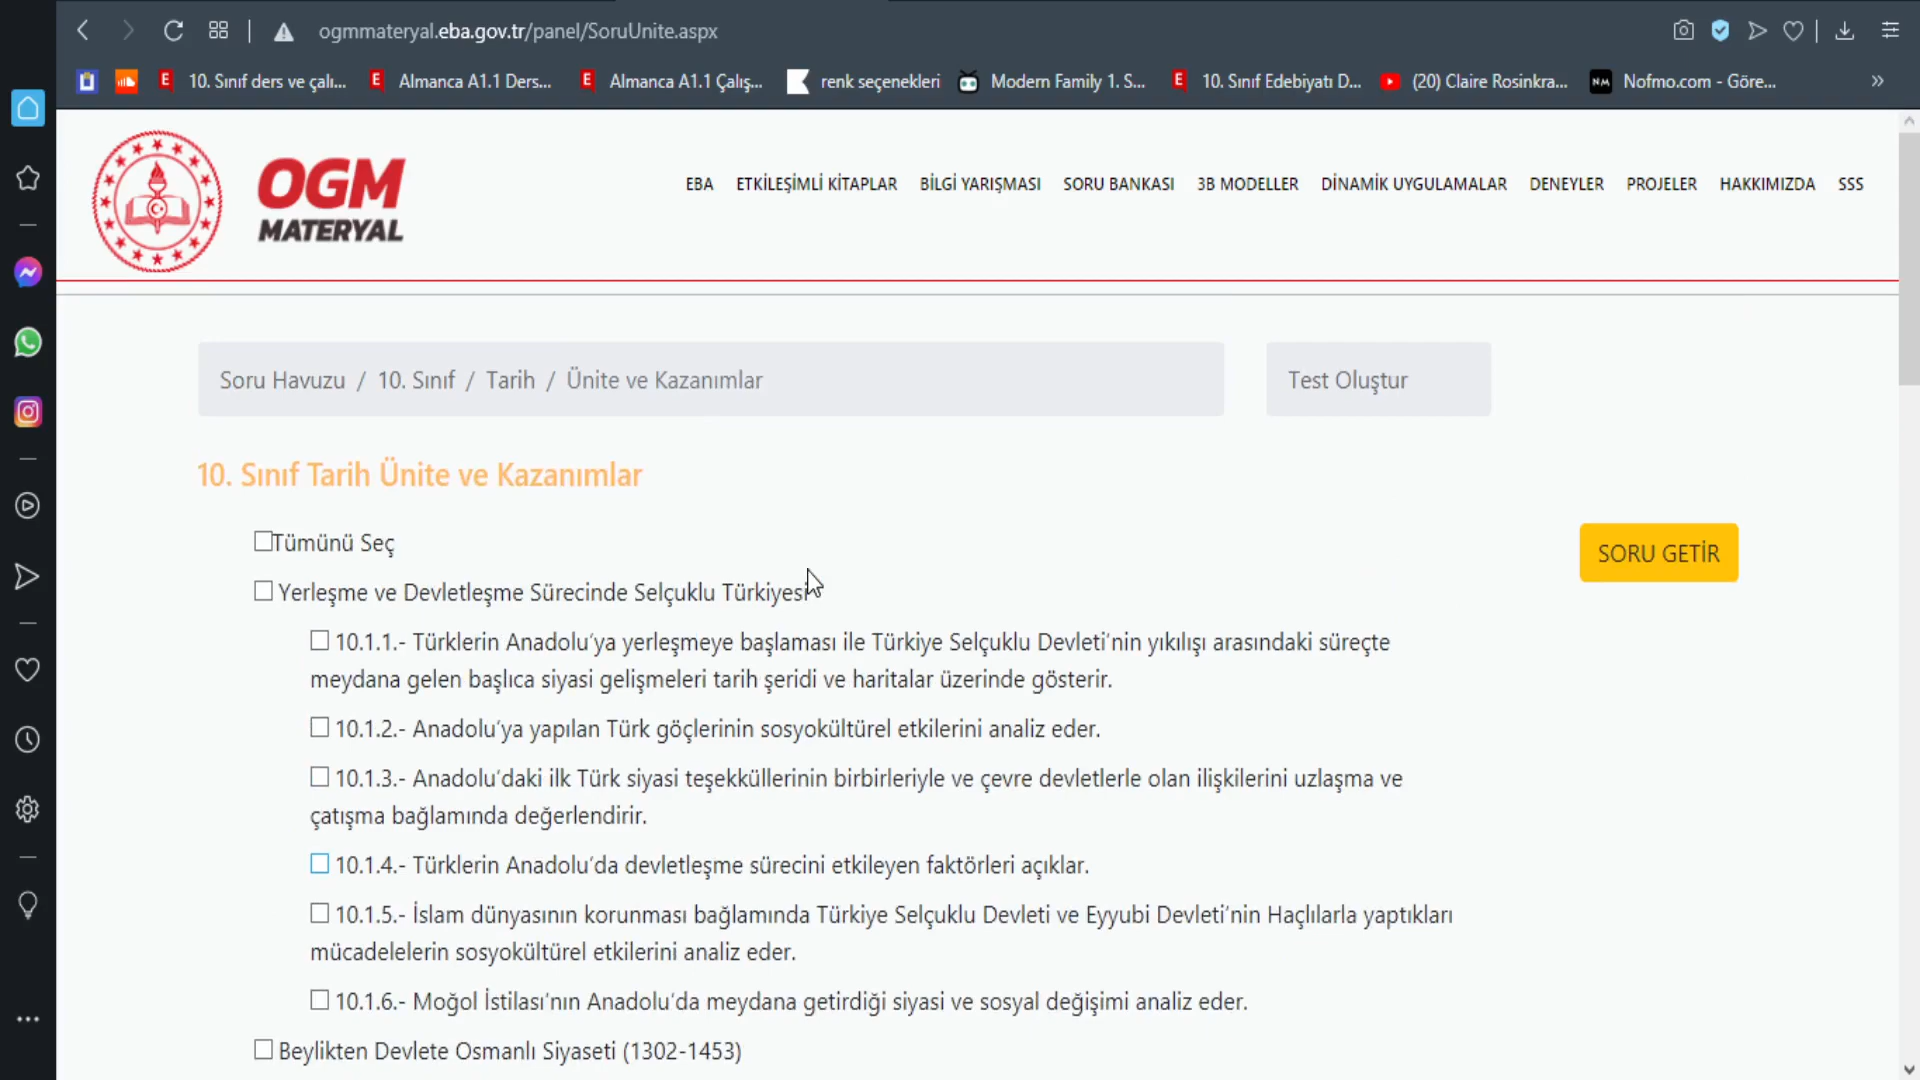 ogmmateryal.eba.gov.tr/panel/SoruUnite.aspx
10. Sınıf ders ve çalı... Almanca A1.1 Ders... Almanca A1.1 Çalış... renk seçenekleri Modern Family 1. S... 10. Sınıf Edebiyatı D... (20) Claire Rosinkra... NM Nofmo.com - Göre...
OGM
MATERYAL
EBA ETKİLEŞİMLİ KİTAPLAR BİLGİ YARIŞMASI SORU BANKASI 3B MODELLER DİNAMİK UYGULAMALAR DENEYLER PROJELER HAKKIMIZDA SSS
Soru Havuzu / 10. Sınıf / Tarih / Ünite ve Kazanımlar
Test Oluştur
10. Sınıf Tarih Ünite ve Kazanımlar
Tümünü Seç
SORU GETİR
Yerleşme ve Devletleşme Sürecinde Selçuklu Türkiyesi
10.1.1.- Türklerin Anadolu’ya yerleşmeye başlaması ile Türkiye Selçuklu Devleti’nin yıkılışı arasındaki süreçte
meydana gelen başlıca siyasi gelişmeleri tarih şeridi ve haritalar üzerinde gösterir.
10.1.2.- Anadolu’ya yapılan Türk göçlerinin sosyokültürel etkilerini analiz eder.
10.1.3.- Anadolu’daki ilk Türk siyasi teşekküllerinin birbirleriyle ve çevre devletlerle olan ilişkilerini uzlaşma ve
çatışma bağlamında değerlendirir.
10.1.4.- Türklerin Anadolu’da devletleşme sürecini etkileyen faktörleri açıklar.
10.1.5.- İslam dünyasının korunması bağlamında Türkiye Selçuklu Devleti ve Eyyubi Devleti’nin Haçlılarla yaptıkları
mücadelelerin sosyokültürel etkilerini analiz eder.
10.1.6.- Moğol İstilası’nın Anadolu’da meydana getirdiği siyasi ve sosyal değişimi analiz eder.
Beylikten Devlete Osmanlı Siyaseti (1302-1453)